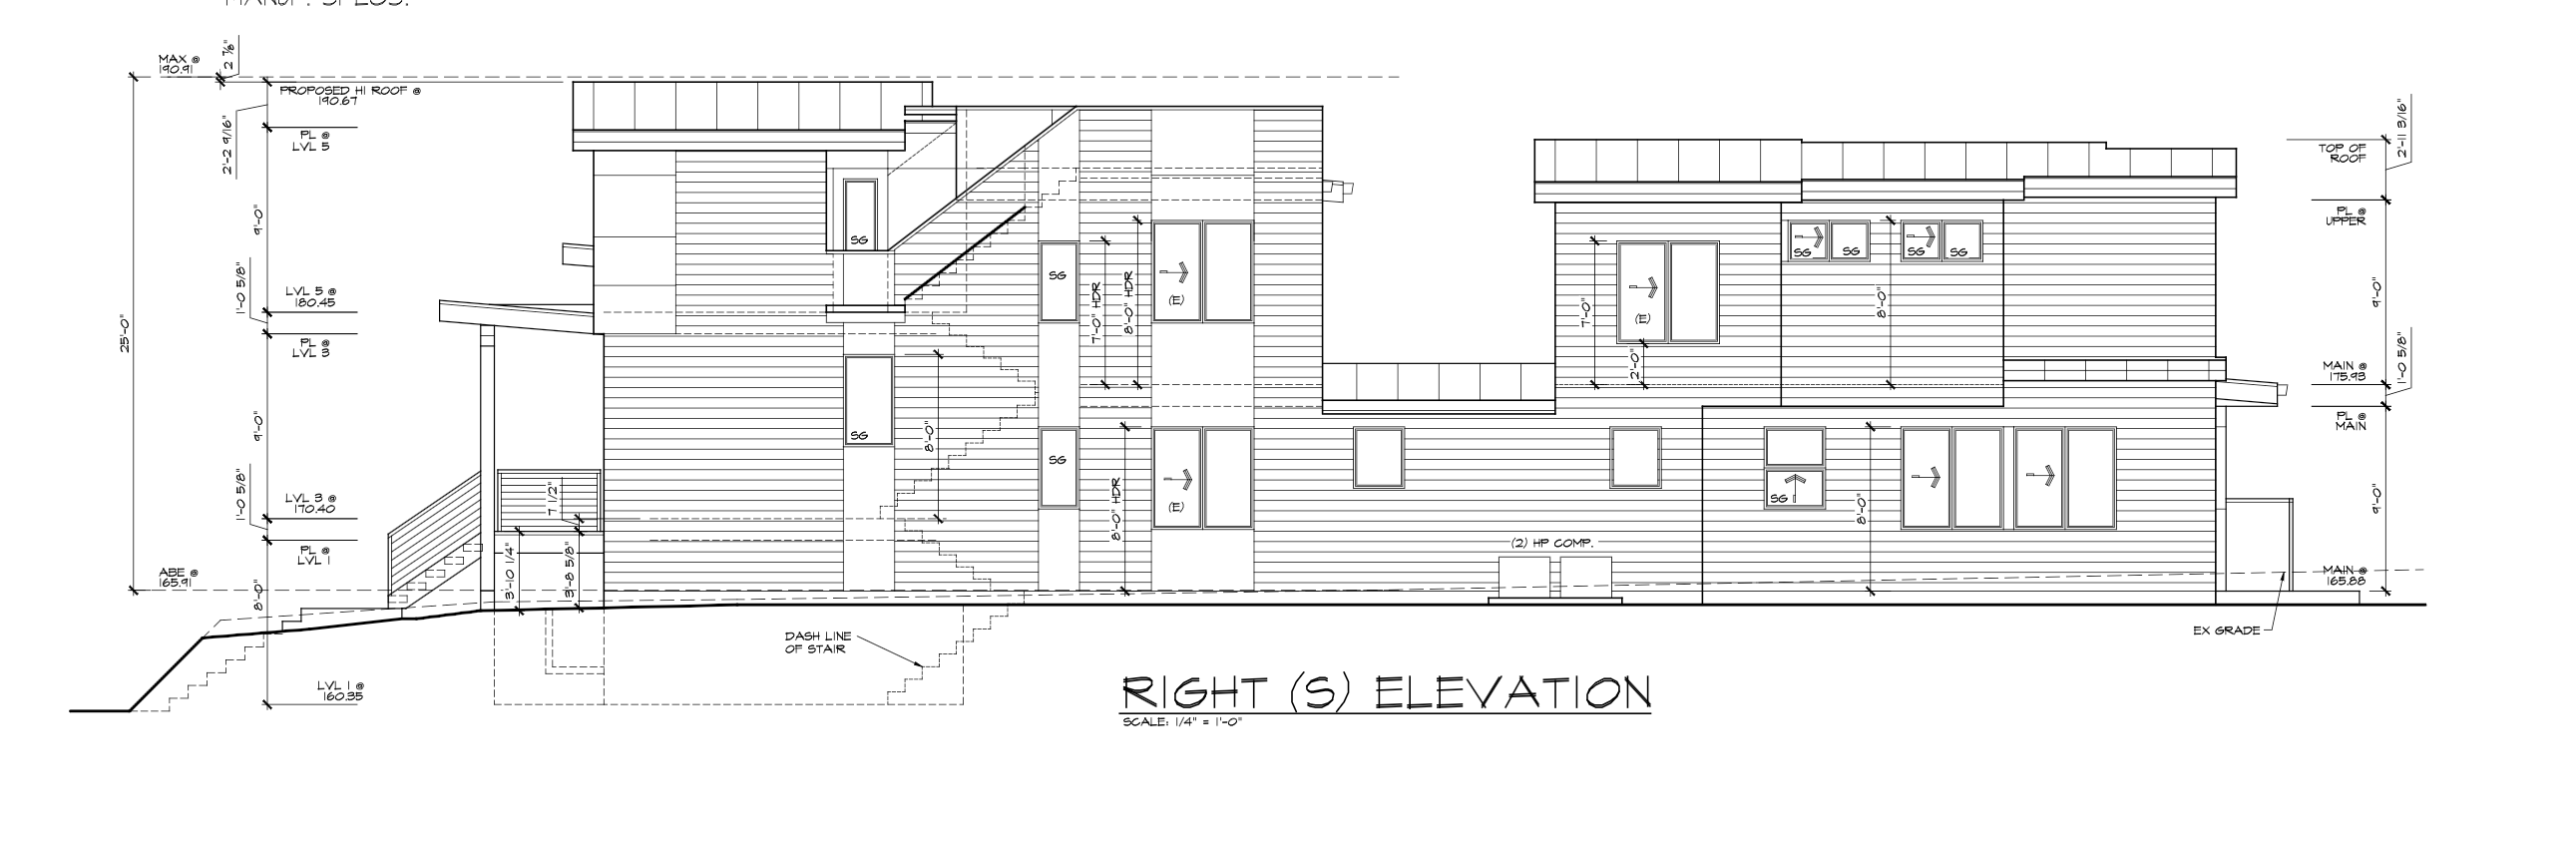 MANUF. SPECS.
MAX @
190.91
2 7/8"
PROPOSED HI ROOF @
190.67
2'-2 9/16"
PL @
LVL 5
9'-0"
1'-0 5/8"
LVL 5 @
180.45
25'-0"
PL @
LVL 3
9'-0"
1'-0 5/8"
LVL 3 @
170.40
PL @
LVL 1
ABE @
165.91
8'-0"
LVL 1 @
160.35
7 1/2"
3'-10 1/4"
3'-8 5/8"
SG
SG
8'-0"
DASH LINE
OF STAIR
SG
7'-0" HDR
8'-0" HDR
(E)
SG
8'-0" HDR
(E)
7'-0"
(E)
2'-0"
SG
SG
SG
SG
8'-0"
SG
8'-0"
(2) HP COMP.
2'-11 3/16"
TOP OF
ROOF
PL @
UPPER
9'-0"
MAIN @
175.93
1'-0 5/8"
PL @
MAIN
9'-0"
MAIN @
165.88
EX GRADE
RIGHT (S) ELEVATION
SCALE: 1/4" = 1'-0"